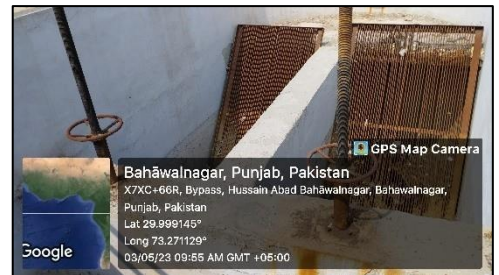 GPS Map Camera
Bahāwalnagar, Punjab, Pakistan
X7XC+66R, Bypass, Hussain Abad Bahāwalnagar, Bahawalnagar,
Punjab, Pakistan
Lat 29.999145°
Long 73.271129°
03/05/23 09:55 AM GMT +05:00
Google